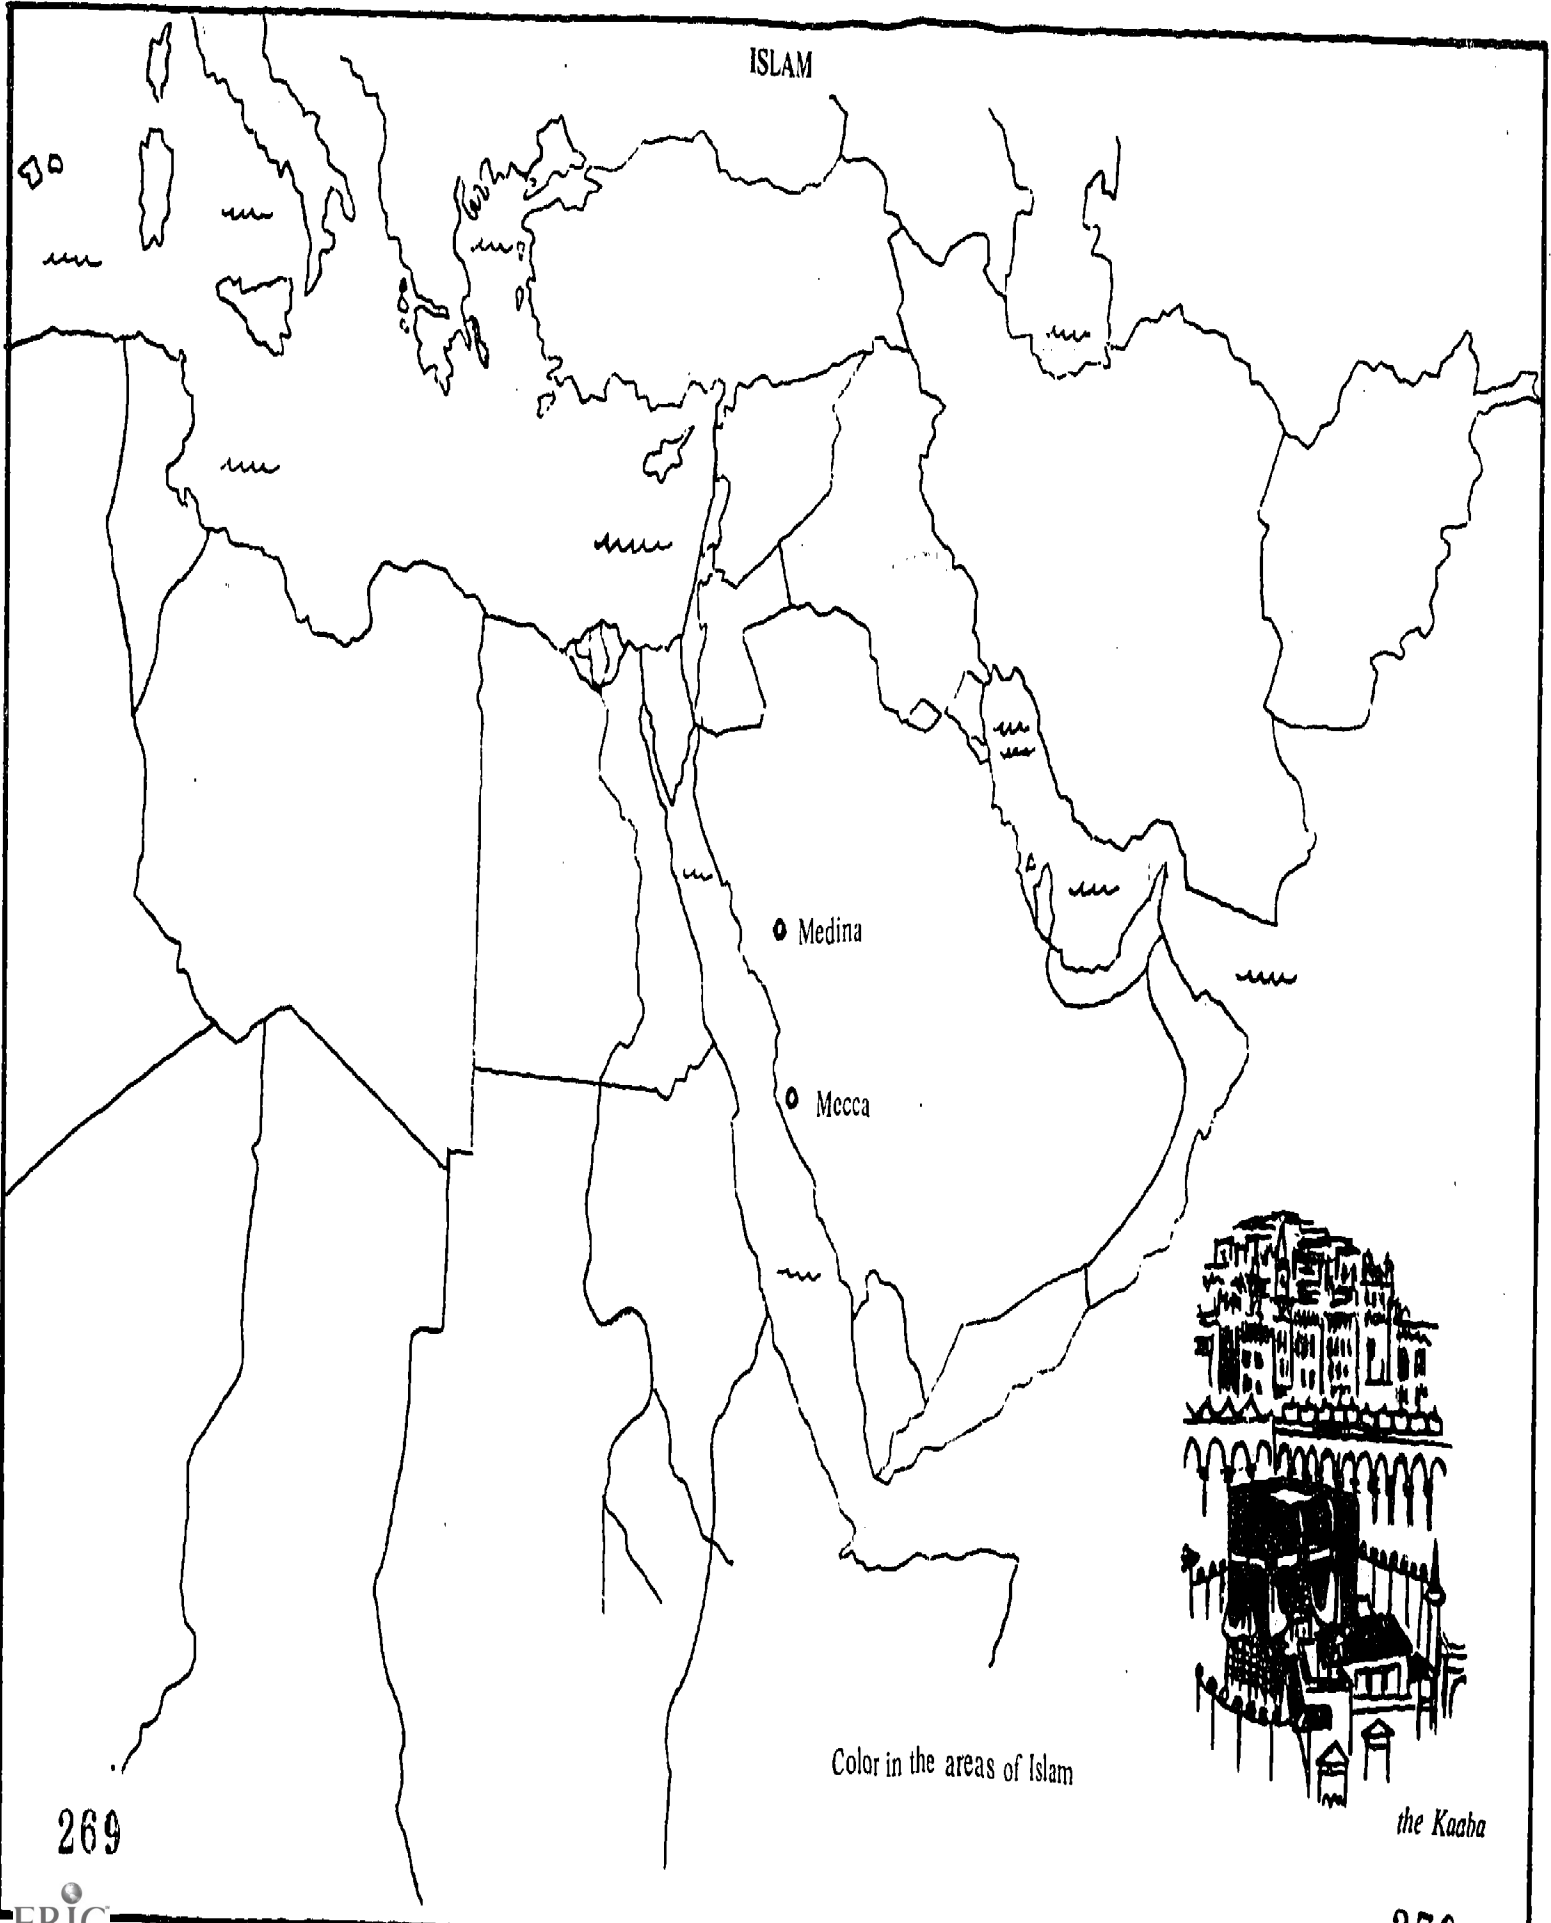 ISLAM
Medina
Mecca
Color in the areas of Islam
the Kaaba
269
ERIC